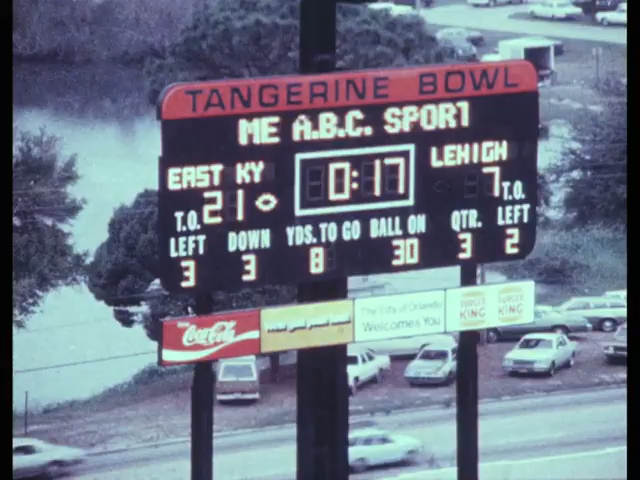 TANGERINE BOWL
ME A.B.C. SPORT
EAST KY 0:17 LEHIGH
21 7
T.O. LEFT DOWN YDS. TO GO BALL ON QTR. T.O. LEFT
3 3 8 30 3 2
Coca-Cola
The City of Orlando
Welcomes You
BURGER KING BURGER KING